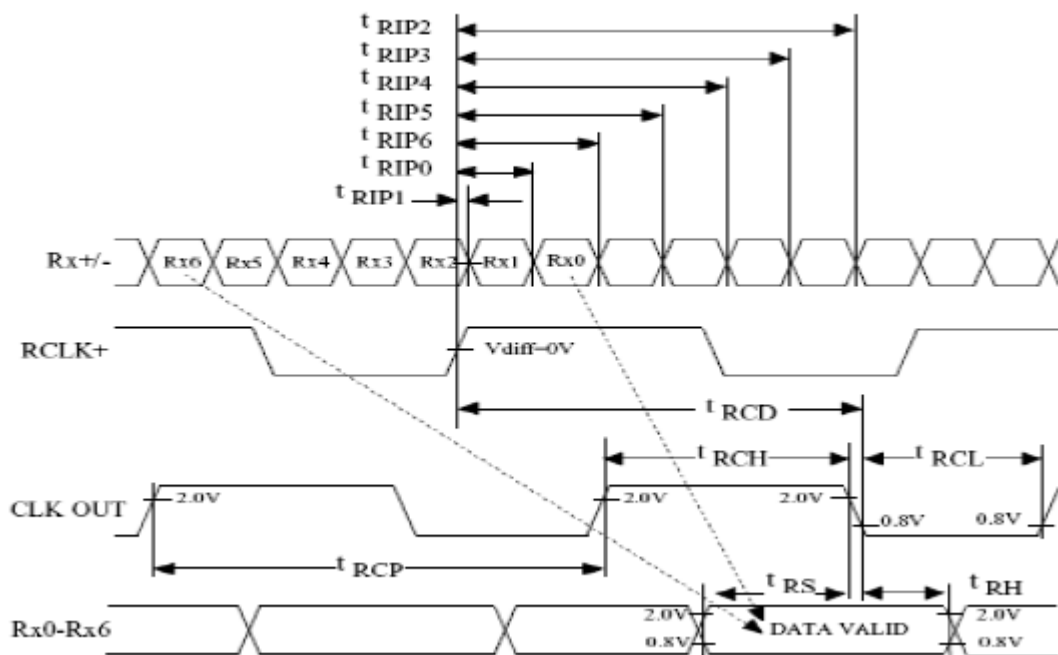 t RIP2
t RIP3
t RIP4
t RIP5
t RIP6
t RIP0
t RIP1
Rx+/- Rx6 Rx5 Rx4 Rx3 Rx2 Rx1 Rx0
RCLK+ Vdiff=0V
t RCD
t RCH t RCL
CLK OUT 2.0V 2.0V 2.0V 0.8V 0.8V
t RCP
t RS t RH
Rx0-Rx6 2.0V DATA VALID 2.0V
0.8V 0.8V